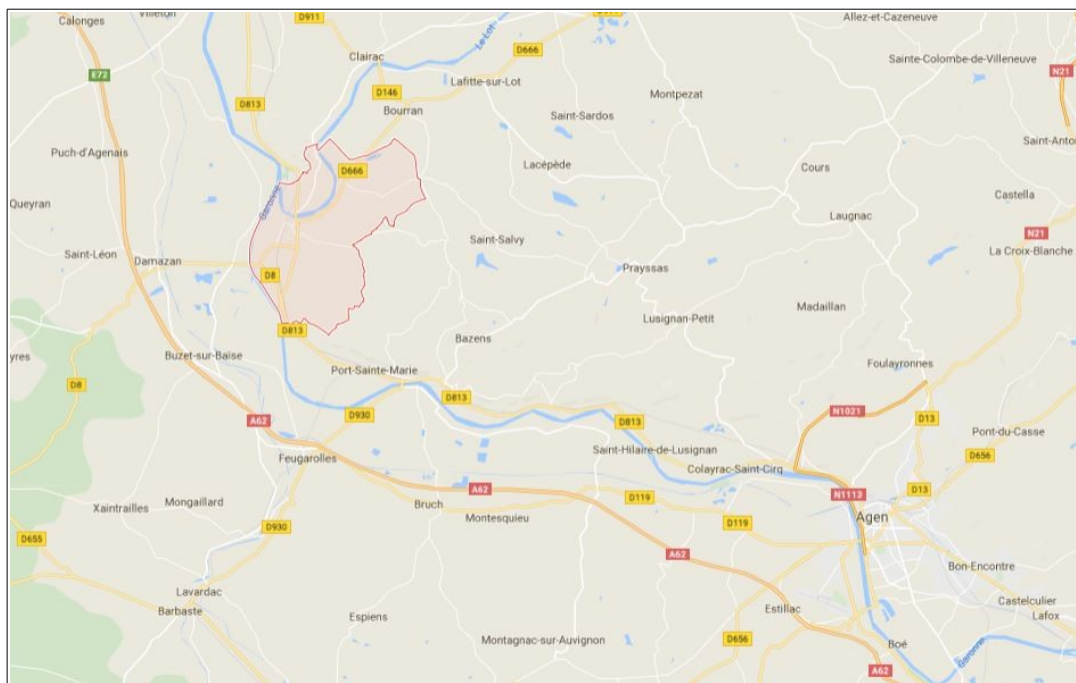 Calonges
Villeton
D911
Allez-et-Cazeneuve
Clairac
Le Lot
D666
Sainte-Colombe-de-Villeneuve
E72
Lafitte-sur-Lot
N21
D813
D146
Montpezat
Bourran
Saint-Sardos
Puch-d'Agenais
Lacépède
D666
Cours
Queyran
Garonne
Castella
Laugnac
N21
Saint-Salvy
Saint-Léon
La Croix-Blanche
Damazan
D8
Prayssas
Madaillan
Lusignan-Petit
D813
Bazens
Buzet-sur-Baïse
Foulayronnes
Port-Sainte-Marie
D8
D813
N1021
A62
D930
D813
D13
Pont-du-Casse
Saint-Hilaire-de-Lusignan
D656
Feugarolles
Colayrac-Saint-Cirq
A62
D119
N1113
D13
Xaintrailles
Mongaillard
Bruch
Montesquieu
Agen
D930
D119
D655
A62
Bon-Encontre
Lavardac
Barbaste
Espiens
Estillac
Castelculier
Lafox
Montagnac-sur-Auvignon
D656
Boé
Garonne
A62